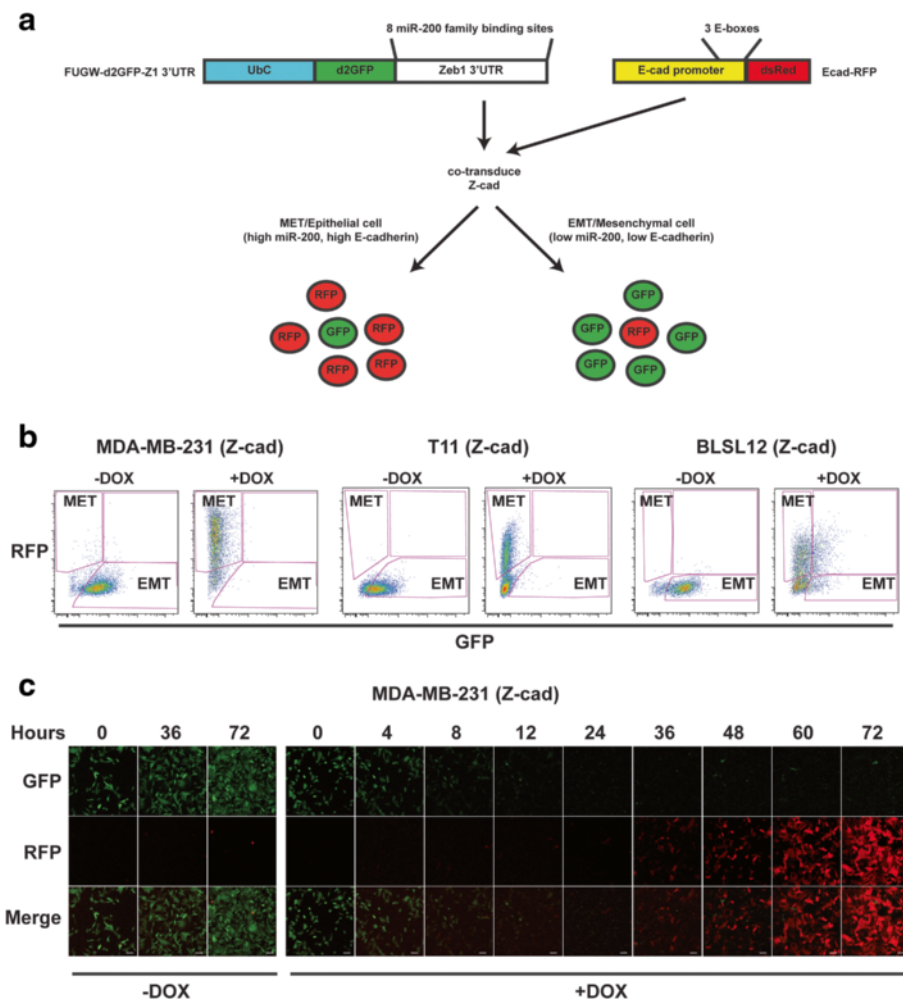 a
8 miR-200 family binding sites
3 E-boxes
FUGW-d2GFP-Z1 3'UTR
UbC
d2GFP
Zeb1 3'UTR
E-cad promoter
dsRed
Ecad-RFP
co-transduce
Z-cad
MET/Epithelial cell
(high miR-200, high E-cadherin)
EMT/Mesenchymal cell
(low miR-200, low E-cadherin)
RFP
RFP
GFP
RFP
RFP
RFP
GFP
GFP
RFP
GFP
GFP
GFP
b
MDA-MB-231 (Z-cad)
T11 (Z-cad)
BLSL12 (Z-cad)
-DOX
+DOX
-DOX
+DOX
-DOX
+DOX
MET
MET
MET
MET
MET
MET
RFP
EMT
EMT
EMT
EMT
EMT
EMT
GFP
c
MDA-MB-231 (Z-cad)
Hours
0
36
72
0
4
8
12
24
36
48
60
72
GFP
RFP
Merge
-DOX
+DOX